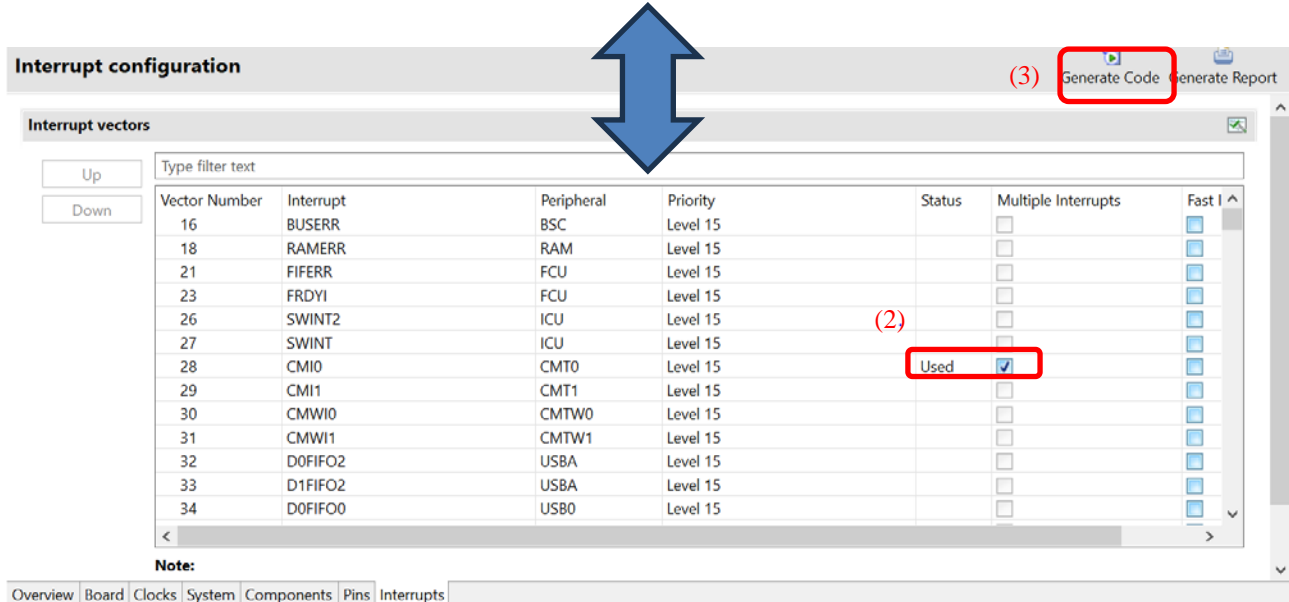 Interrupt configuration
(3) Generate Code Generate Report
Interrupt vectors
Type filter text
Up
Down
Vector Number Interrupt Peripheral Priority Status Multiple Interrupts Fast I
16 BUSERR BSC Level 15
18 RAMERR RAM Level 15
21 FIFERR FCU Level 15
23 FRDYI FCU Level 15
26 SWINT2 ICU Level 15
(2)
27 SWINT ICU Level 15
28 CMI0 CMT0 Level 15 Used
29 CMI1 CMT1 Level 15
30 CMWI0 CMTW0 Level 15
31 CMWI1 CMTW1 Level 15
32 D0FIFO2 USBA Level 15
33 D1FIFO2 USBA Level 15
34 D0FIFO0 USB0 Level 15
Note:
Overview Board Clocks System Components Pins Interrupts